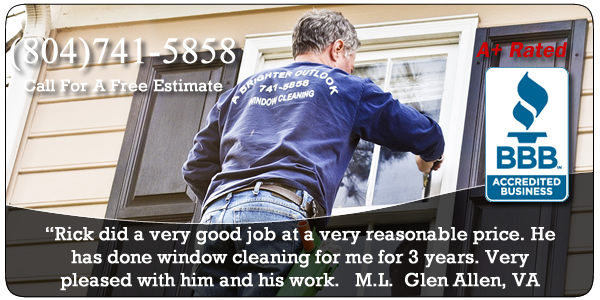 (804)741-5858
Call For A Free Estimate
A+ Rated
A BRIGHTER OUTLOOK
741-5858
WINDOW CLEANING
BBB
ACCREDITED
BUSINESS
“Rick did a very good job at a very reasonable price. He
has done window cleaning for me for 3 years. Very
pleased with him and his work. M.L. Glen Allen, VA